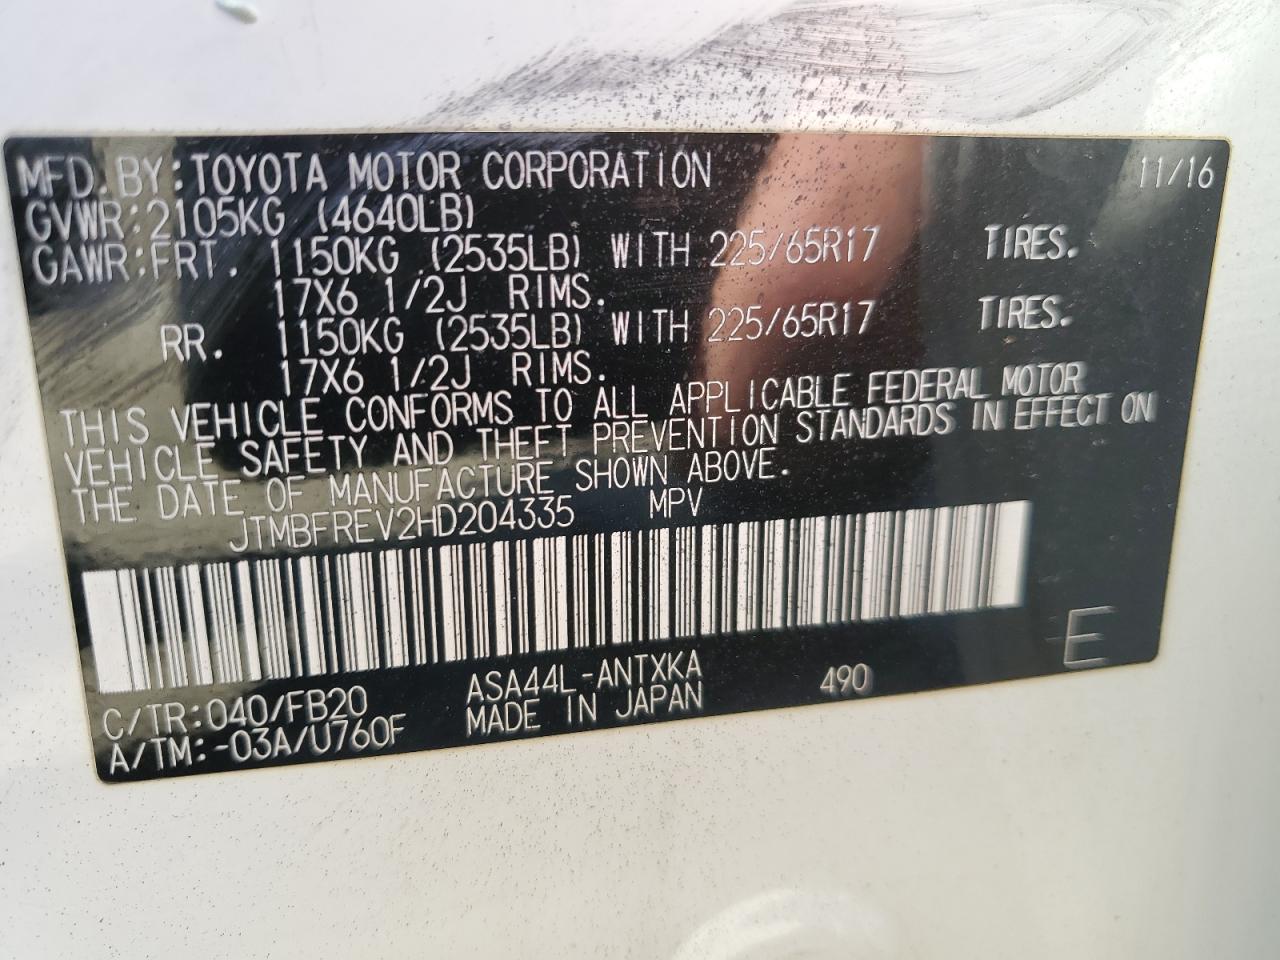 MFD. BY: TOYOTA MOTOR CORPORATION 11/16
GVWR: 2105KG (4640LB)
GAWR: FRT. 1150KG (2535LB) WITH 225/65R17 TIRES.
17X6 1/2J RIMS.
RR. 1150KG (2535LB) WITH 225/65R17 TIRES.
17X6 1/2J RIMS.
THIS VEHICLE CONFORMS TO ALL APPLICABLE FEDERAL MOTOR
VEHICLE SAFETY AND THEFT PREVENTION STANDARDS IN EFFECT ON
THE DATE OF MANUFACTURE SHOWN ABOVE.
JTMBFREV2HD204335 MPV
C/TR: 040/FB20 ASA44L-ANTXKA 490 E
A/TM: -03A/U760F MADE IN JAPAN